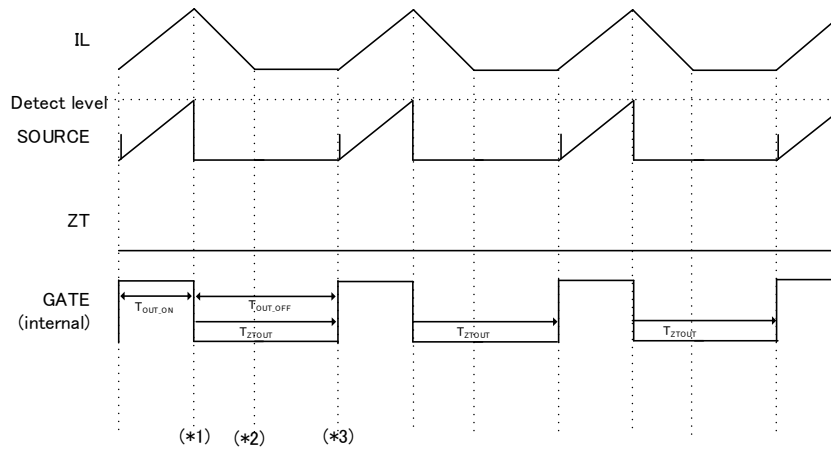 IL
Detect level
SOURCE
ZT
GATE
(internal)
TOUT_ON
TOUT_OFF
TZTOUT
TZTOUT
TZTOUT
(*1)
(*2)
(*3)